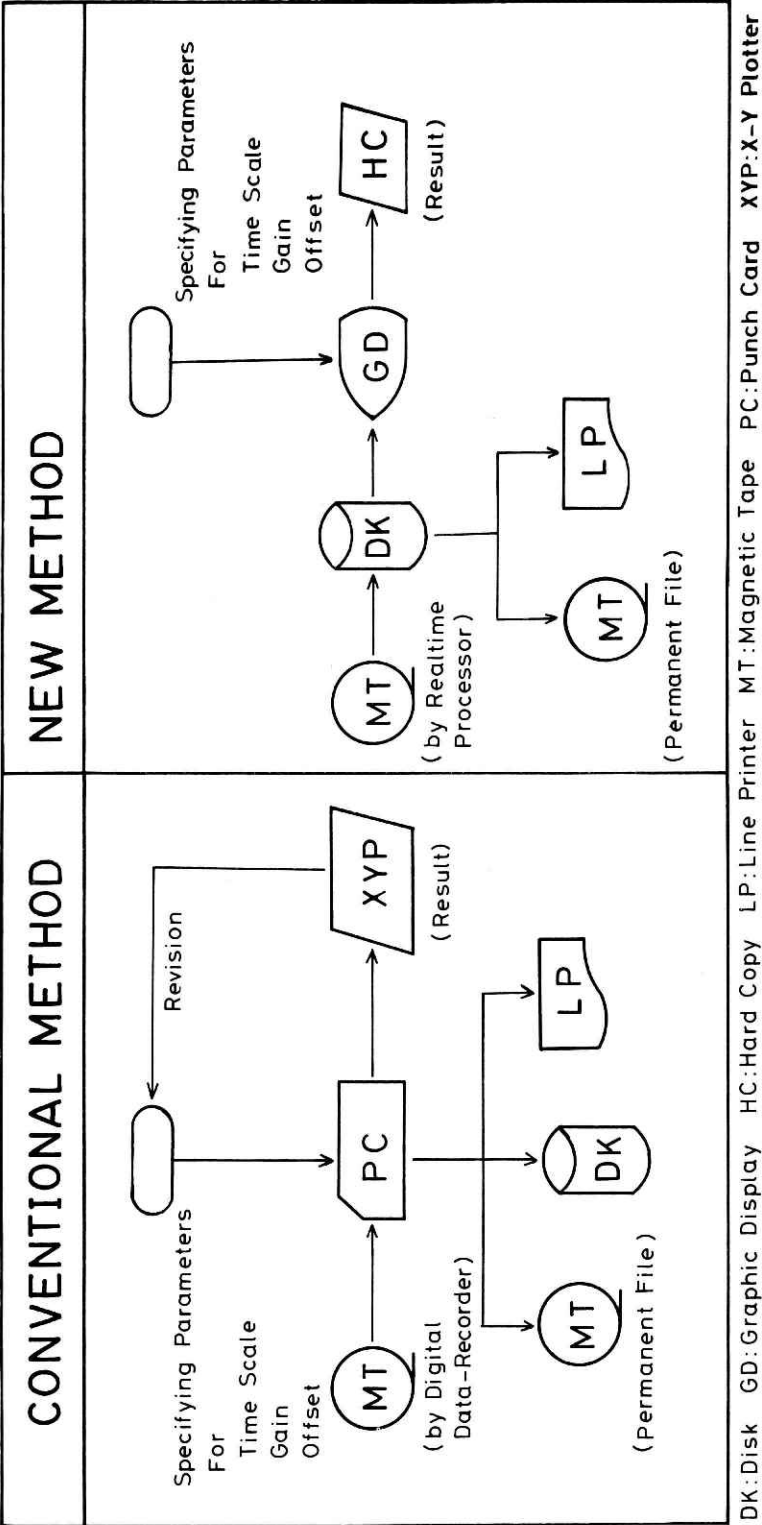 CONVENTIONAL METHOD
Specifying Parameters
For
Time Scale
Gain
Offset
Revision
MT
PC
XYP
(by Digital
Data-Recorder)
(Result)
MT
DK
LP
(Permanent File)
NEW METHOD
Specifying Parameters
For
Time Scale
Gain
Offset
MT
DK
GD
HC
(by Realtime
Processor)
(Result)
MT
LP
(Permanent File)
DK:Disk GD:Graphic Display HC:Hard Copy LP:Line Printer MT:Magnetic Tape PC:Punch Card XYP:X-Y Plotter